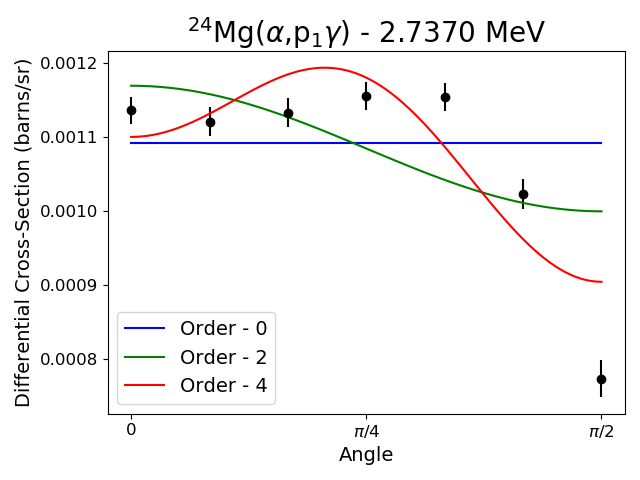 ²⁴Mg(α,p₁γ) - 2.7370 MeV
Differential Cross-Section (barns/sr)
0.0012
0.0011
0.0010
0.0009
0.0008
Order - 0
Order - 2
Order - 4
0
π/4
π/2
Angle